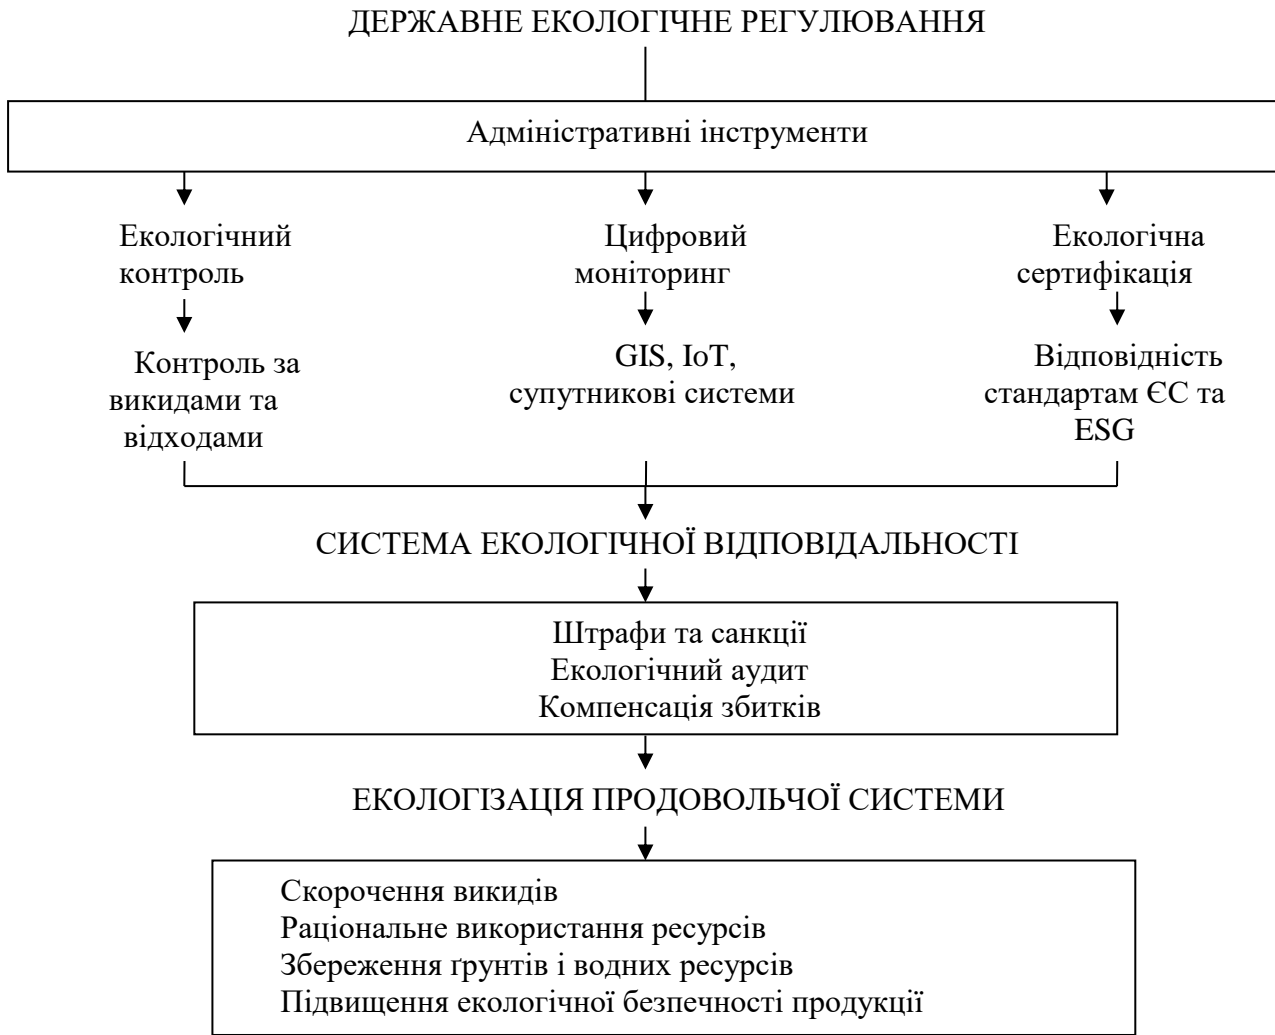 ДЕРЖАВНЕ ЕКОЛОГІЧНЕ РЕГУЛЮВАННЯ
Адміністративні інструменти
Екологічний
контроль
Цифровий
моніторинг
Екологічна
сертифікація
Контроль за
викидами та
відходами
GIS, IoT,
супутникові системи
Відповідність
стандартам ЄС та
ESG
СИСТЕМА ЕКОЛОГІЧНОЇ ВІДПОВІДАЛЬНОСТІ
Штрафи та санкції
Екологічний аудит
Компенсація збитків
ЕКОЛОГІЗАЦІЯ ПРОДОВОЛЬЧОЇ СИСТЕМИ
Скорочення викидів
Раціональне використання ресурсів
Збереження ґрунтів і водних ресурсів
Підвищення екологічної безпечності продукції